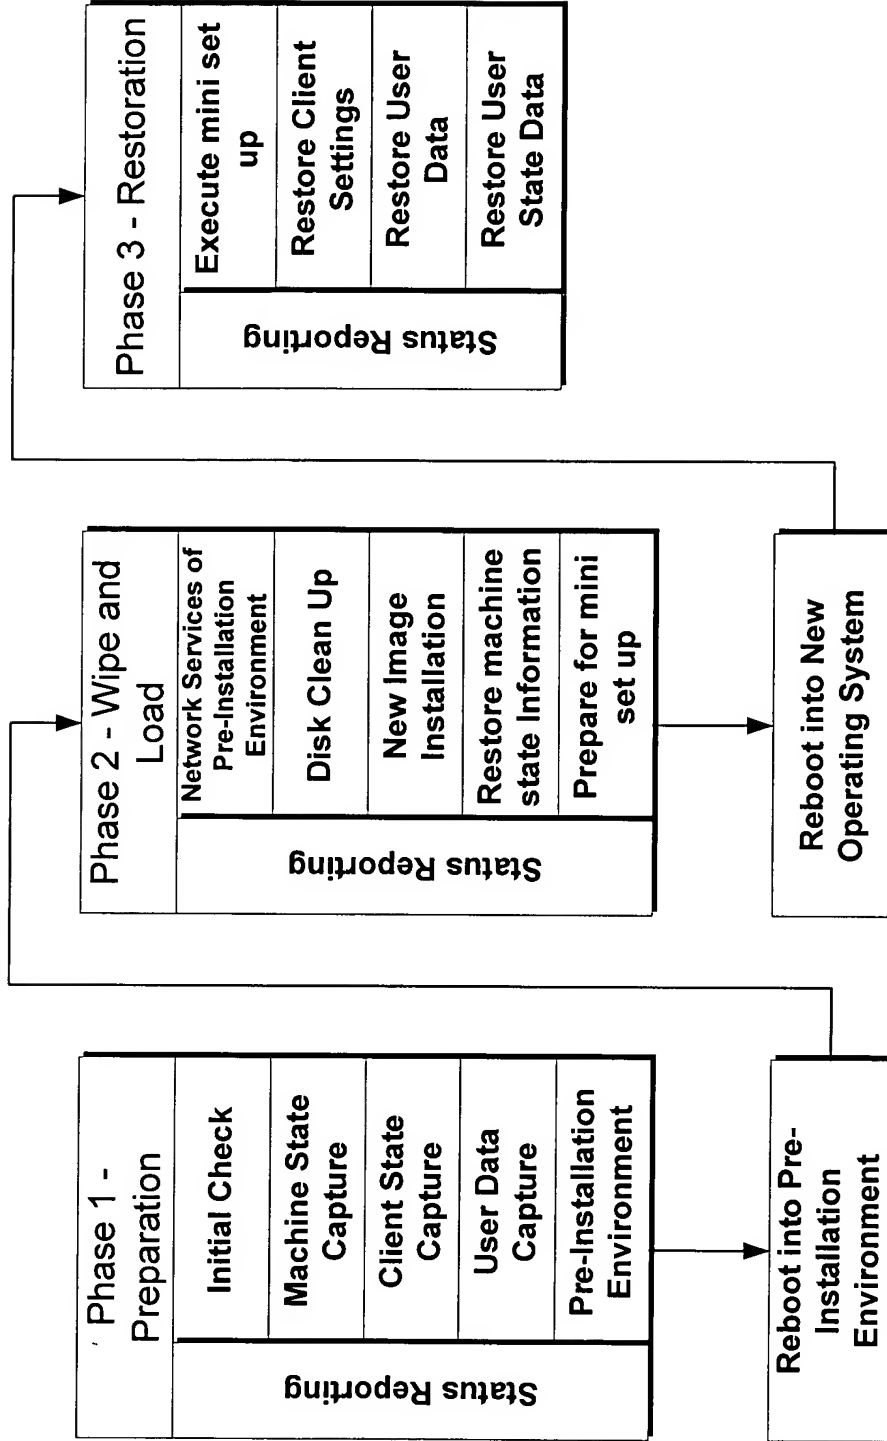 Phase 1 -
Preparation
Status Reporting
Initial Check
Machine State
Capture
Client State
Capture
User Data
Capture
Pre-Installation
Environment
Reboot into Pre-
Installation
Environment
Phase 2 - Wipe and
Load
Status Reporting
Network Services of
Pre-Installation
Environment
Disk Clean Up
New Image
Installation
Restore machine
state Information
Prepare for mini
set up
Reboot into New
Operating System
Phase 3 - Restoration
Status Reporting
Execute mini set
up
Restore Client
Settings
Restore User
Data
Restore User
State Data